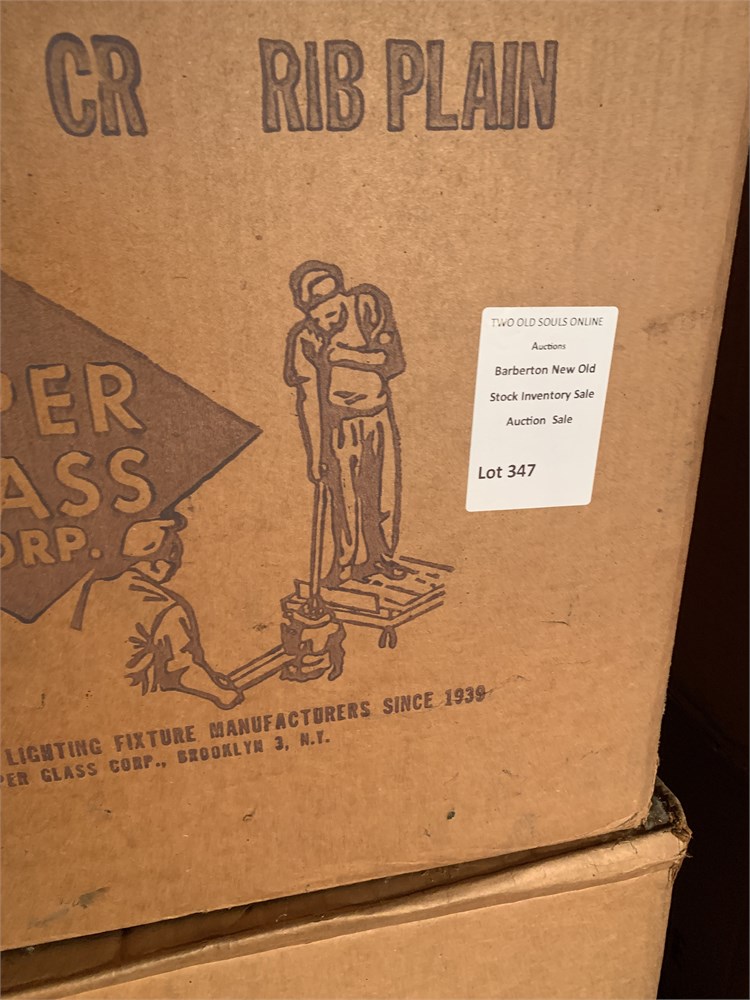 CR RIB PLAIN
PER
ASS
ORP.
TWO OLD SOULS ONLINE
Auctions
Barberton New Old
Stock Inventory Sale
Auction Sale
Lot 347
LIGHTING FIXTURE MANUFACTURERS SINCE 1939
PER GLASS CORP., BROOKLYN 3, N.Y.